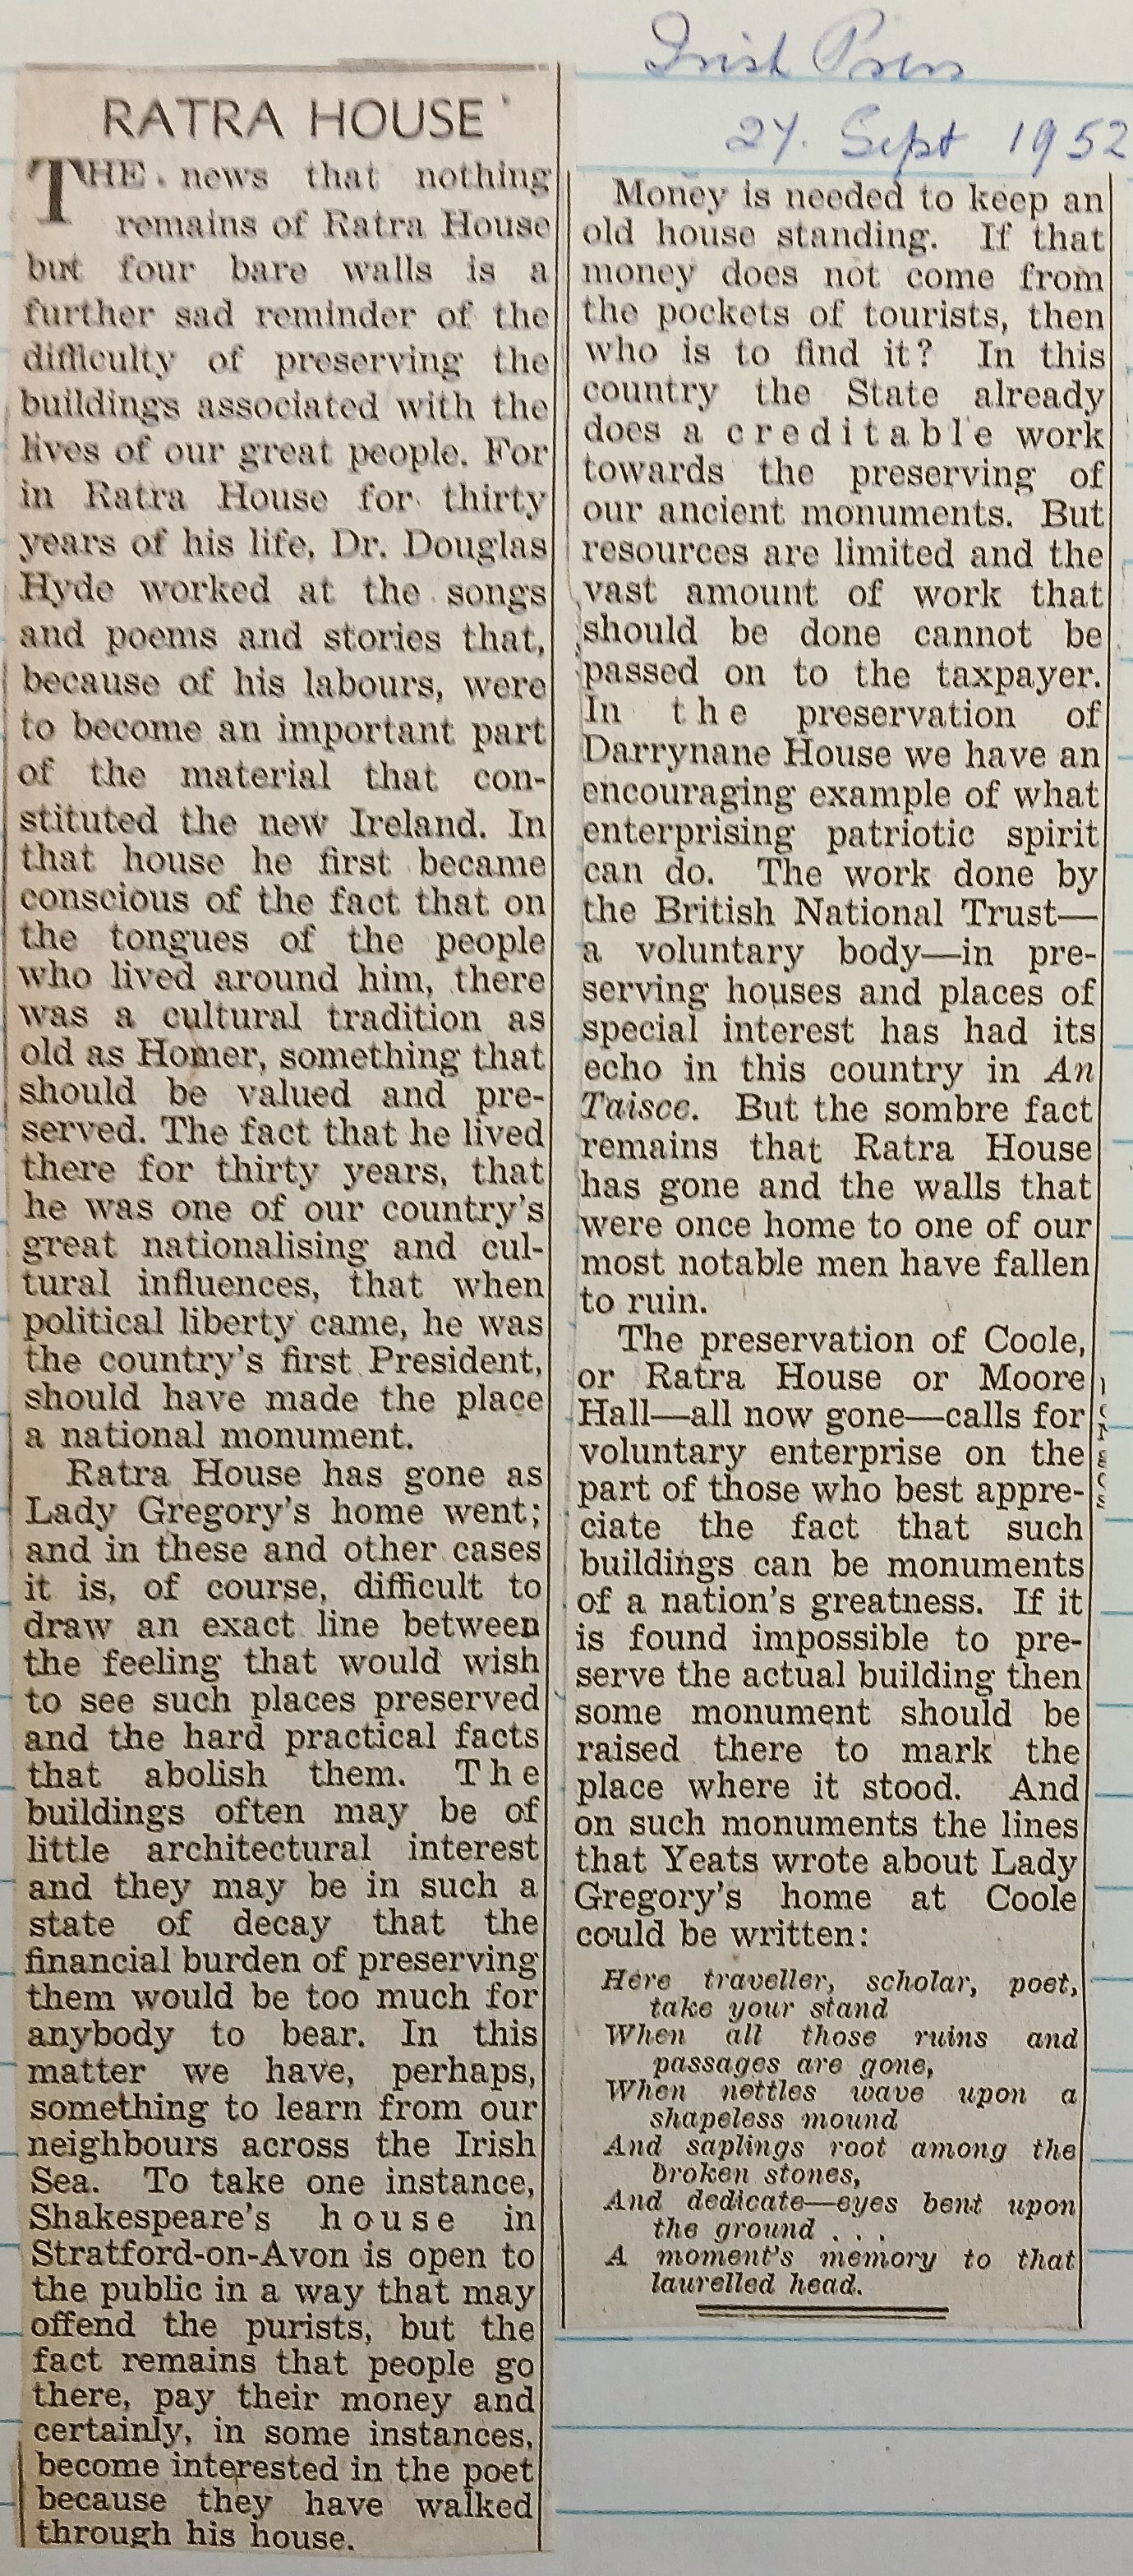 Irish Press
27. Sept 1952
RATRA HOUSE
THE news that nothing
remains of Ratra House
but four bare walls is a
further sad reminder of the
difficulty of preserving the
buildings associated with the
lives of our great people. For
in Ratra House for thirty
years of his life, Dr. Douglas
Hyde worked at the songs
and poems and stories that,
because of his labours, were
to become an important part
of the material that con-
stituted the new Ireland. In
that house he first became
conscious of the fact that on
the tongues of the people
who lived around him, there
was a cultural tradition as
old as Homer, something that
should be valued and pre-
served. The fact that he lived
there for thirty years, that
he was one of our country's
great nationalising and cul-
tural influences, that when
political liberty came, he was
the country's first President,
should have made the place
a national monument.
Ratra House has gone as
Lady Gregory's home went;
and in these and other cases
it is, of course, difficult to
draw an exact line between
the feeling that would wish
to see such places preserved
and the hard practical facts
that abolish them. The
buildings often may be of
little architectural interest
and they may be in such a
state of decay that the
financial burden of preserving
them would be too much for
anybody to bear. In this
matter we have, perhaps,
something to learn from our
neighbours across the Irish
Sea. To take one instance,
Shakespeare's house in
Stratford-on-Avon is open to
the public in a way that may
offend the purists, but the
fact remains that people go
there, pay their money and
certainly, in some instances,
become interested in the poet
because they have walked
through his house.
Money is needed to keep an
old house standing. If that
money does not come from
the pockets of tourists, then
who is to find it? In this
country the State already
does a creditable work
towards the preserving of
our ancient monuments. But
resources are limited and the
vast amount of work that
should be done cannot be
passed on to the taxpayer.
In the preservation of
Darrynane House we have an
encouraging example of what
enterprising patriotic spirit
can do. The work done by
the British National Trust—
a voluntary body—in pre-
serving houses and places of
special interest has had its
echo in this country in An
Taisce. But the sombre fact
remains that Ratra House
has gone and the walls that
were once home to one of our
most notable men have fallen
to ruin.
The preservation of Coole,
or Ratra House or Moore
Hall—all now gone—calls for
voluntary enterprise on the
part of those who best appre-
ciate the fact that such
buildings can be monuments
of a nation's greatness. If it
is found impossible to pre-
serve the actual building then
some monument should be
raised there to mark the
place where it stood. And
on such monuments the lines
that Yeats wrote about Lady
Gregory's home at Coole
could be written:
Here traveller, scholar, poet,
take your stand
When all those ruins and
passages are gone,
When nettles wave upon a
shapeless mound
And saplings root among the
broken stones,
And dedicate—eyes bent upon
the ground . . .
A moment's memory to that
laurelled head.